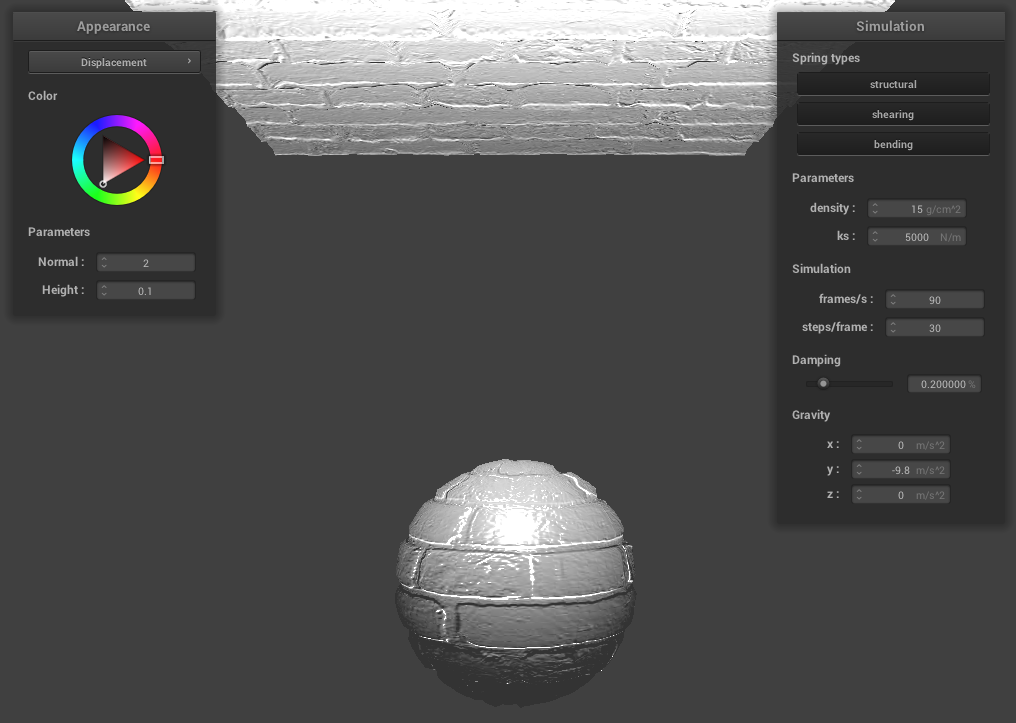 Appearance
Displacement ›
Color
Parameters
Normal : 2
Height : 0.1
Simulation
Spring types
structural
shearing
bending
Parameters
density : 15 g/cm^2
ks : 5000 N/m
Simulation
frames/s : 90
steps/frame : 30
Damping
0.200000 %
Gravity
x : 0 m/s^2
y : -9.8 m/s^2
z : 0 m/s^2